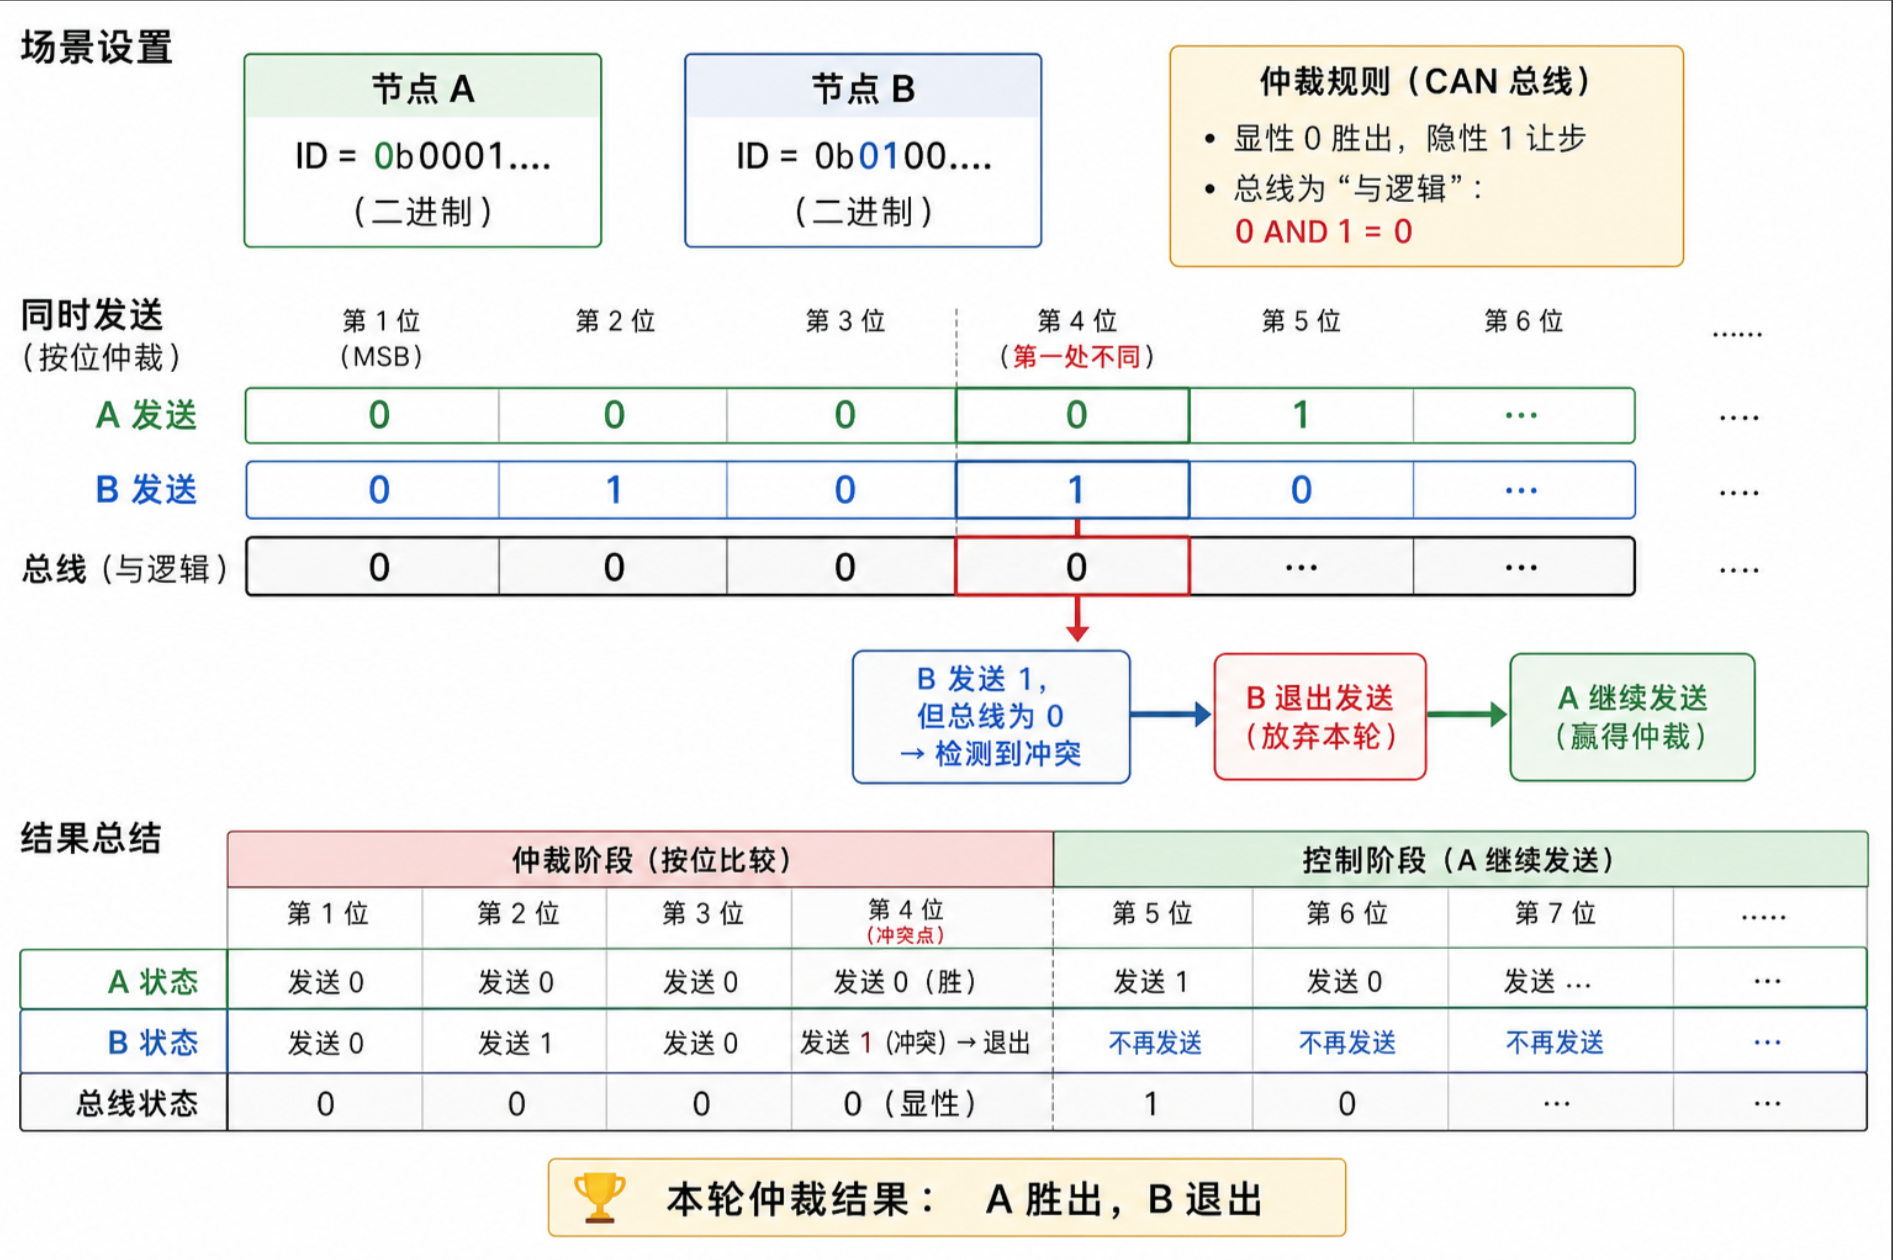 场景设置
节点 A
ID = 0b0001....
(二进制)
节点 B
ID = 0b0100....
(二进制)
仲裁规则（CAN 总线）
• 显性 0 胜出，隐性 1 让步
• 总线为 “与逻辑”：
0 AND 1 = 0
同时发送
(按位仲裁)
第 1 位
(MSB)
第 2 位
第 3 位
第 4 位
(第一处不同)
第 5 位
第 6 位
......
A 发送 0 0 0 0 1 ... ....
B 发送 0 1 0 1 0 ... ....
总线（与逻辑） 0 0 0 0 ... ... ....
B 发送 1，
但总线为 0
→ 检测到冲突
B 退出发送
(放弃本轮)
A 继续发送
(赢得仲裁)
结果总结
仲裁阶段（按位比较） 控制阶段（A 继续发送）
第 1 位 第 2 位 第 3 位 第 4 位 第 5 位 第 6 位 第 7 位 .....
(冲突点)
A 状态 发送 0 发送 0 发送 0 发送 0（胜） 发送 1 发送 0 发送 ... ...
B 状态 发送 0 发送 1 发送 0 发送 1 (冲突) → 退出 不再发送 不再发送 不再发送 ...
总线状态 0 0 0 0（显性） 1 0 ... ...
本轮仲裁结果： A 胜出，B 退出